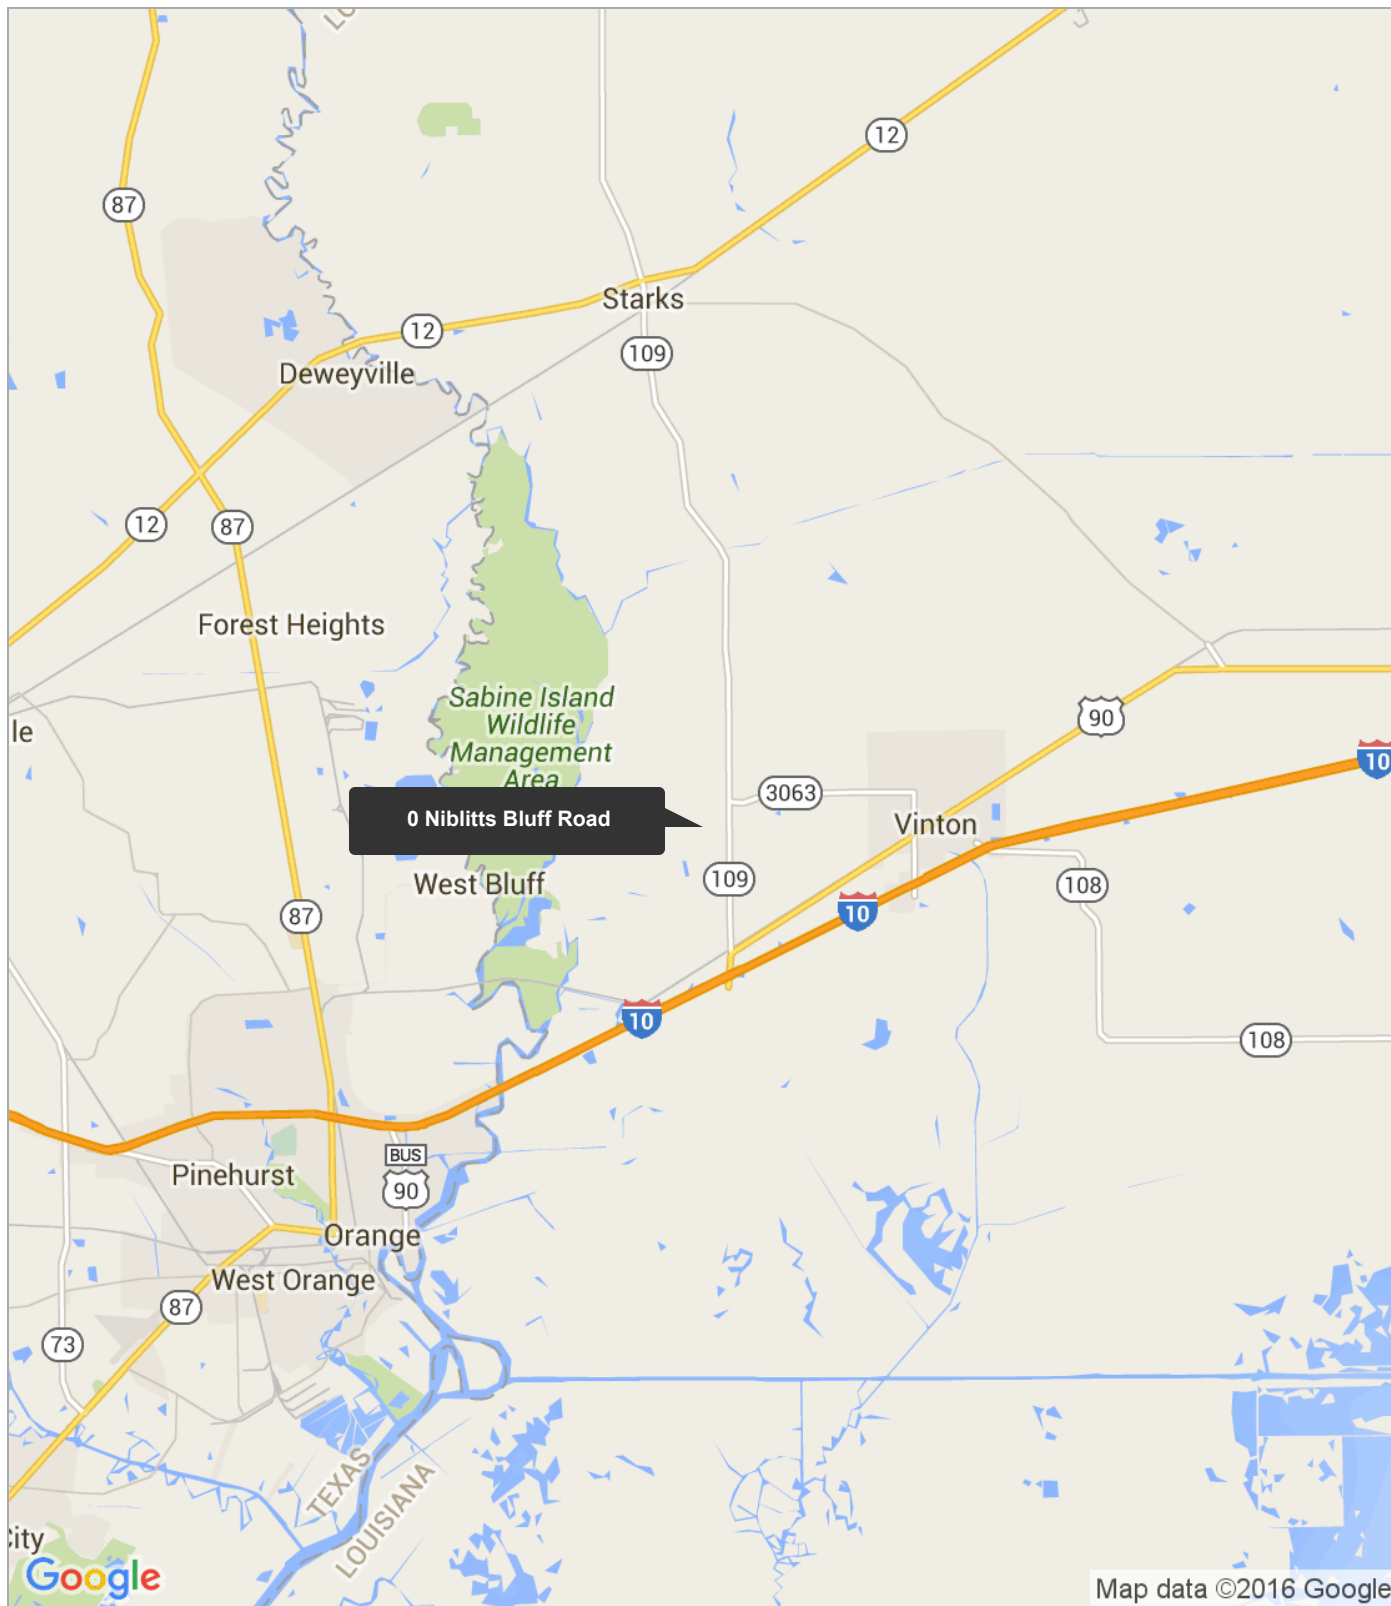 LO
12
87
Starks
12
109
Deweyville
12
87
Forest Heights
Sabine Island
Wildlife
Management
Area
90
le
10
3063
0 Niblitts Bluff Road
Vinton
West Bluff
109
108
10
87
10
108
BUS
90
Pinehurst
Orange
West Orange
87
73
TEXAS
LOUISIANA
City
Google
Map data ©2016 Google